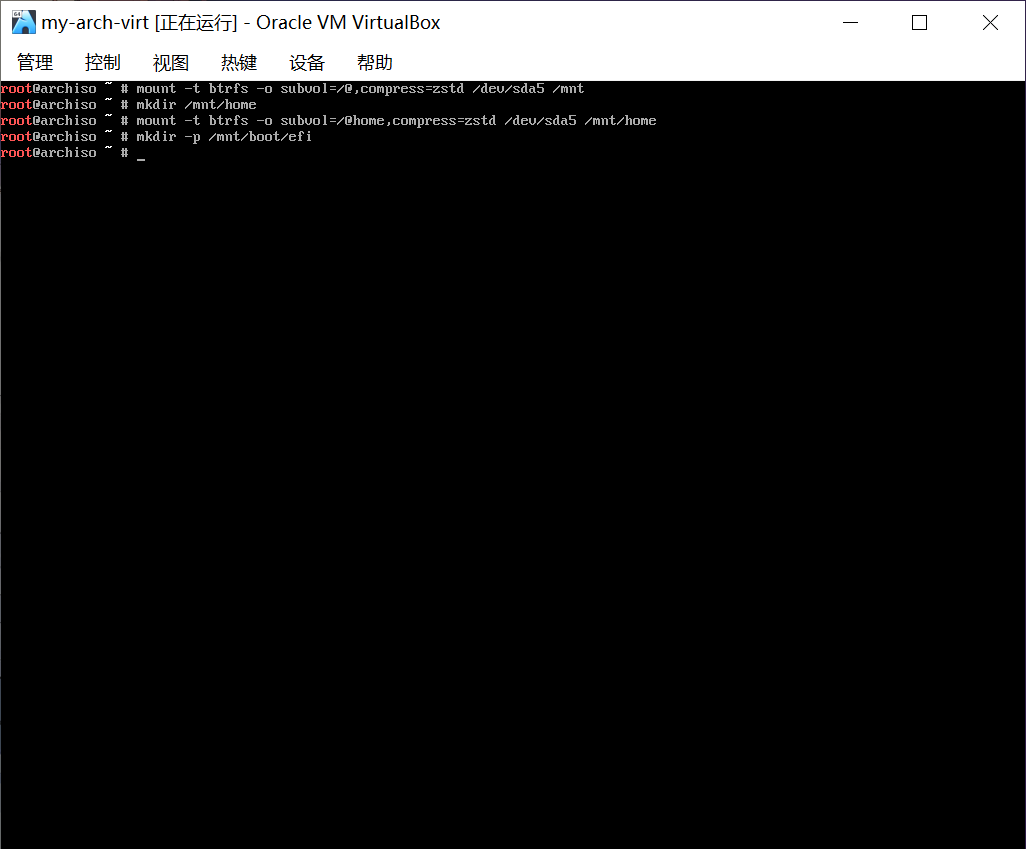 my-arch-virt [正在运行] - Oracle VM VirtualBox
管理 控制 视图 热键 设备 帮助
root@archiso ~ # mount -t btrfs -o subvol=/@,compress=zstd /dev/sda5 /mnt
root@archiso ~ # mkdir /mnt/home
root@archiso ~ # mount -t btrfs -o subvol=/@home,compress=zstd /dev/sda5 /mnt/home
root@archiso ~ # mkdir -p /mnt/boot/efi
root@archiso ~ # _